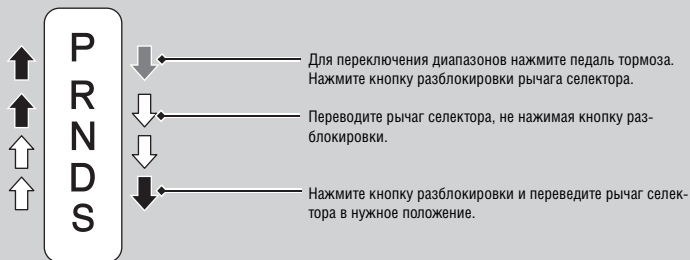 P
R
N
D
S
Для переключения диапазонов нажмите педаль тормоза.
Нажмите кнопку разблокировки рычага селектора.
Переводите рычаг селектора, не нажимая кнопку раз-
блокировки.
Нажмите кнопку разблокировки и переведите рычаг селек-
тора в нужное положение.